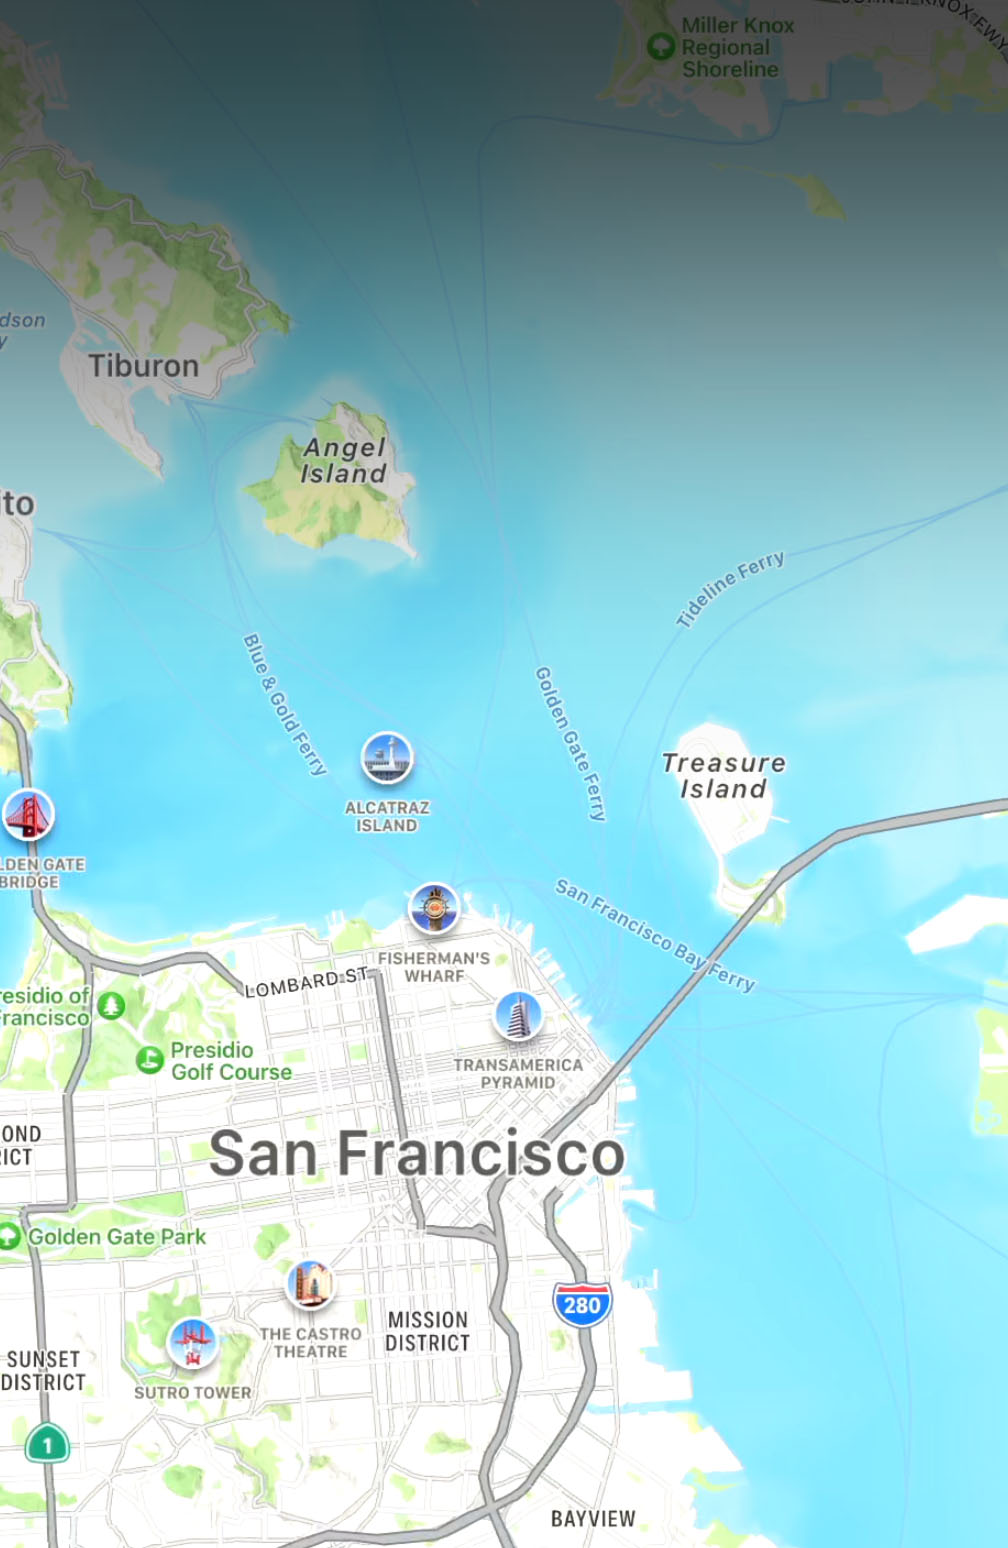 JOHN T KNOX FWY
Miller Knox
Regional
Shoreline
dson
y
Tiburon
Angel
Island
ito
Tideline Ferry
Blue & Gold Ferry
Golden Gate Ferry
Treasure
Island
ALCATRAZ
ISLAND
LDEN GATE
BRIDGE
San Francisco Bay Ferry
FISHERMAN'S
WHARF
LOMBARD ST
residio of
Francisco
Presidio
Golf Course
TRANSAMERICA
PYRAMID
OND
RICT
San Francisco
Golden Gate Park
280
MISSION
DISTRICT
THE CASTRO
THEATRE
SUNSET
DISTRICT
SUTRO TOWER
1
BAYVIEW